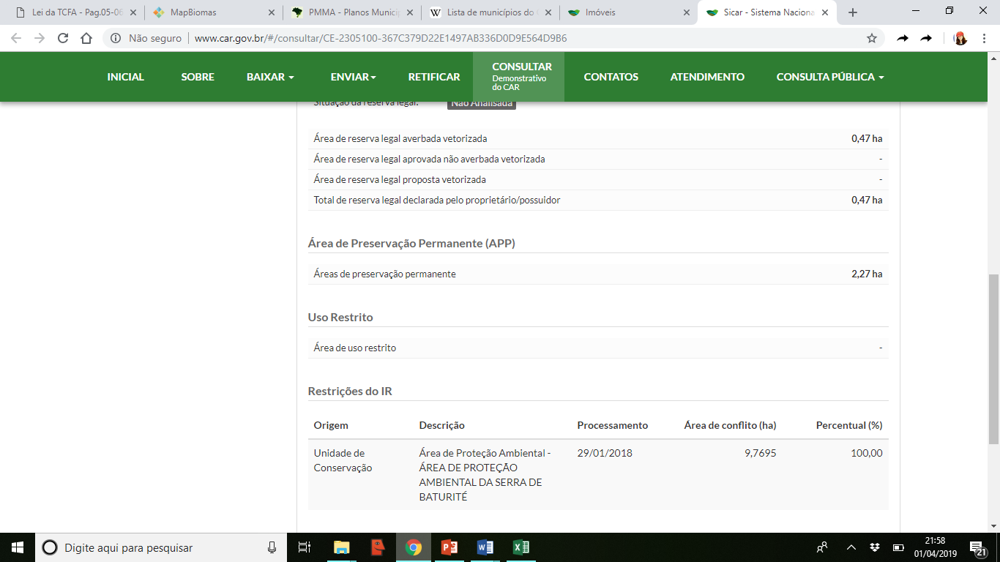 Lei da TCFA - Pag.05-06
MapBiomas
PMMA - Planos Municip
W Lista de municípios do
Imóveis
Sicar - Sistema Naciona
Não seguro | www.car.gov.br/#/consultar/CE-2305100-367C379D22E1497AB336D0D9E564D9B6
INICIAL SOBRE BAIXAR ENVIAR RETIFICAR CONSULTAR CONTATOS ATENDIMENTO CONSULTA PÚBLICA
Demonstrativo
do CAR
Situação da reserva legal: Não Analisada
Área de reserva legal averbada vetorizada 0,47 ha
Área de reserva legal aprovada não averbada vetorizada -
Área de reserva legal proposta vetorizada -
Total de reserva legal declarada pelo proprietário/possuidor 0,47 ha
Área de Preservação Permanente (APP)
Áreas de preservação permanente 2,27 ha
Uso Restrito
Área de uso restrito -
Restrições do IR
Origem Descrição Processamento Área de conflito (ha) Percentual (%)
Unidade de Área de Proteção Ambiental - 29/01/2018 9,7695 100,00
Conservação ÁREA DE PROTEÇÃO
AMBIENTAL DA SERRA DE
BATURITÉ
Digite aqui para pesquisar
21:58
01/04/2019
21